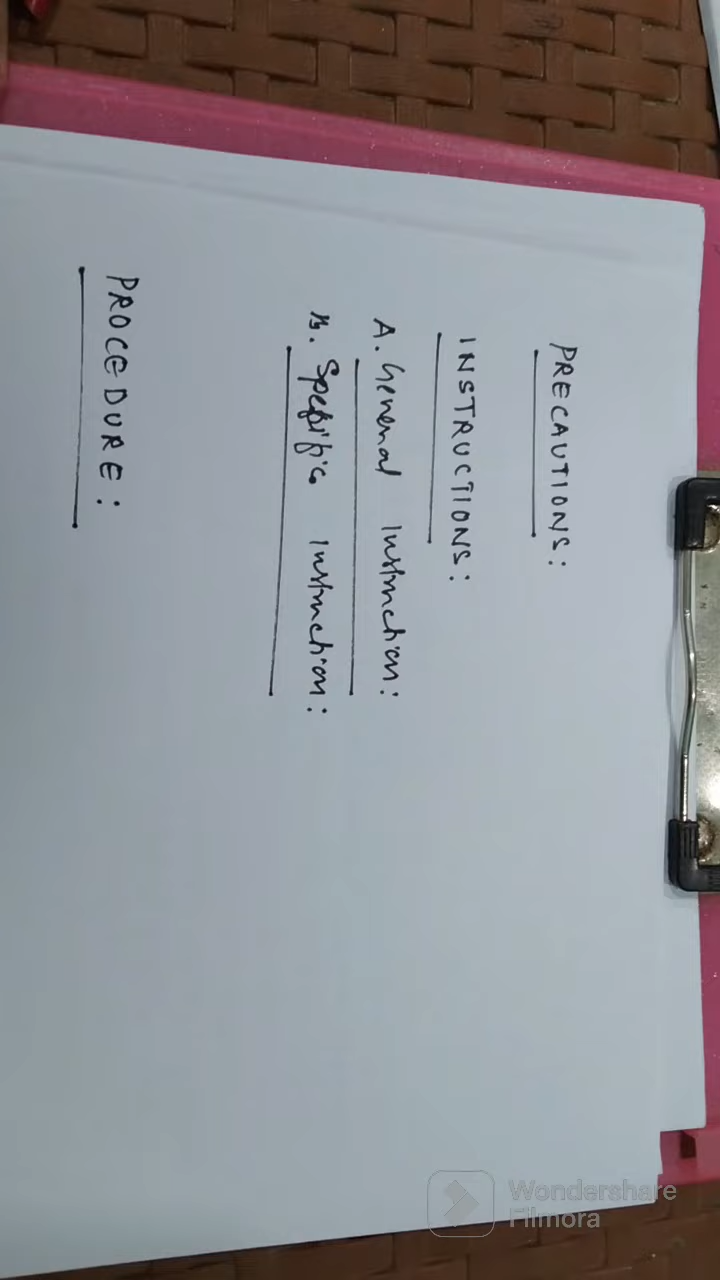 PRECAUTIONS:
INSTRUCTIONS:
A. General Instruction:
B. Specific Instruction:
PROCEDURE:
Wondershare
Filmora